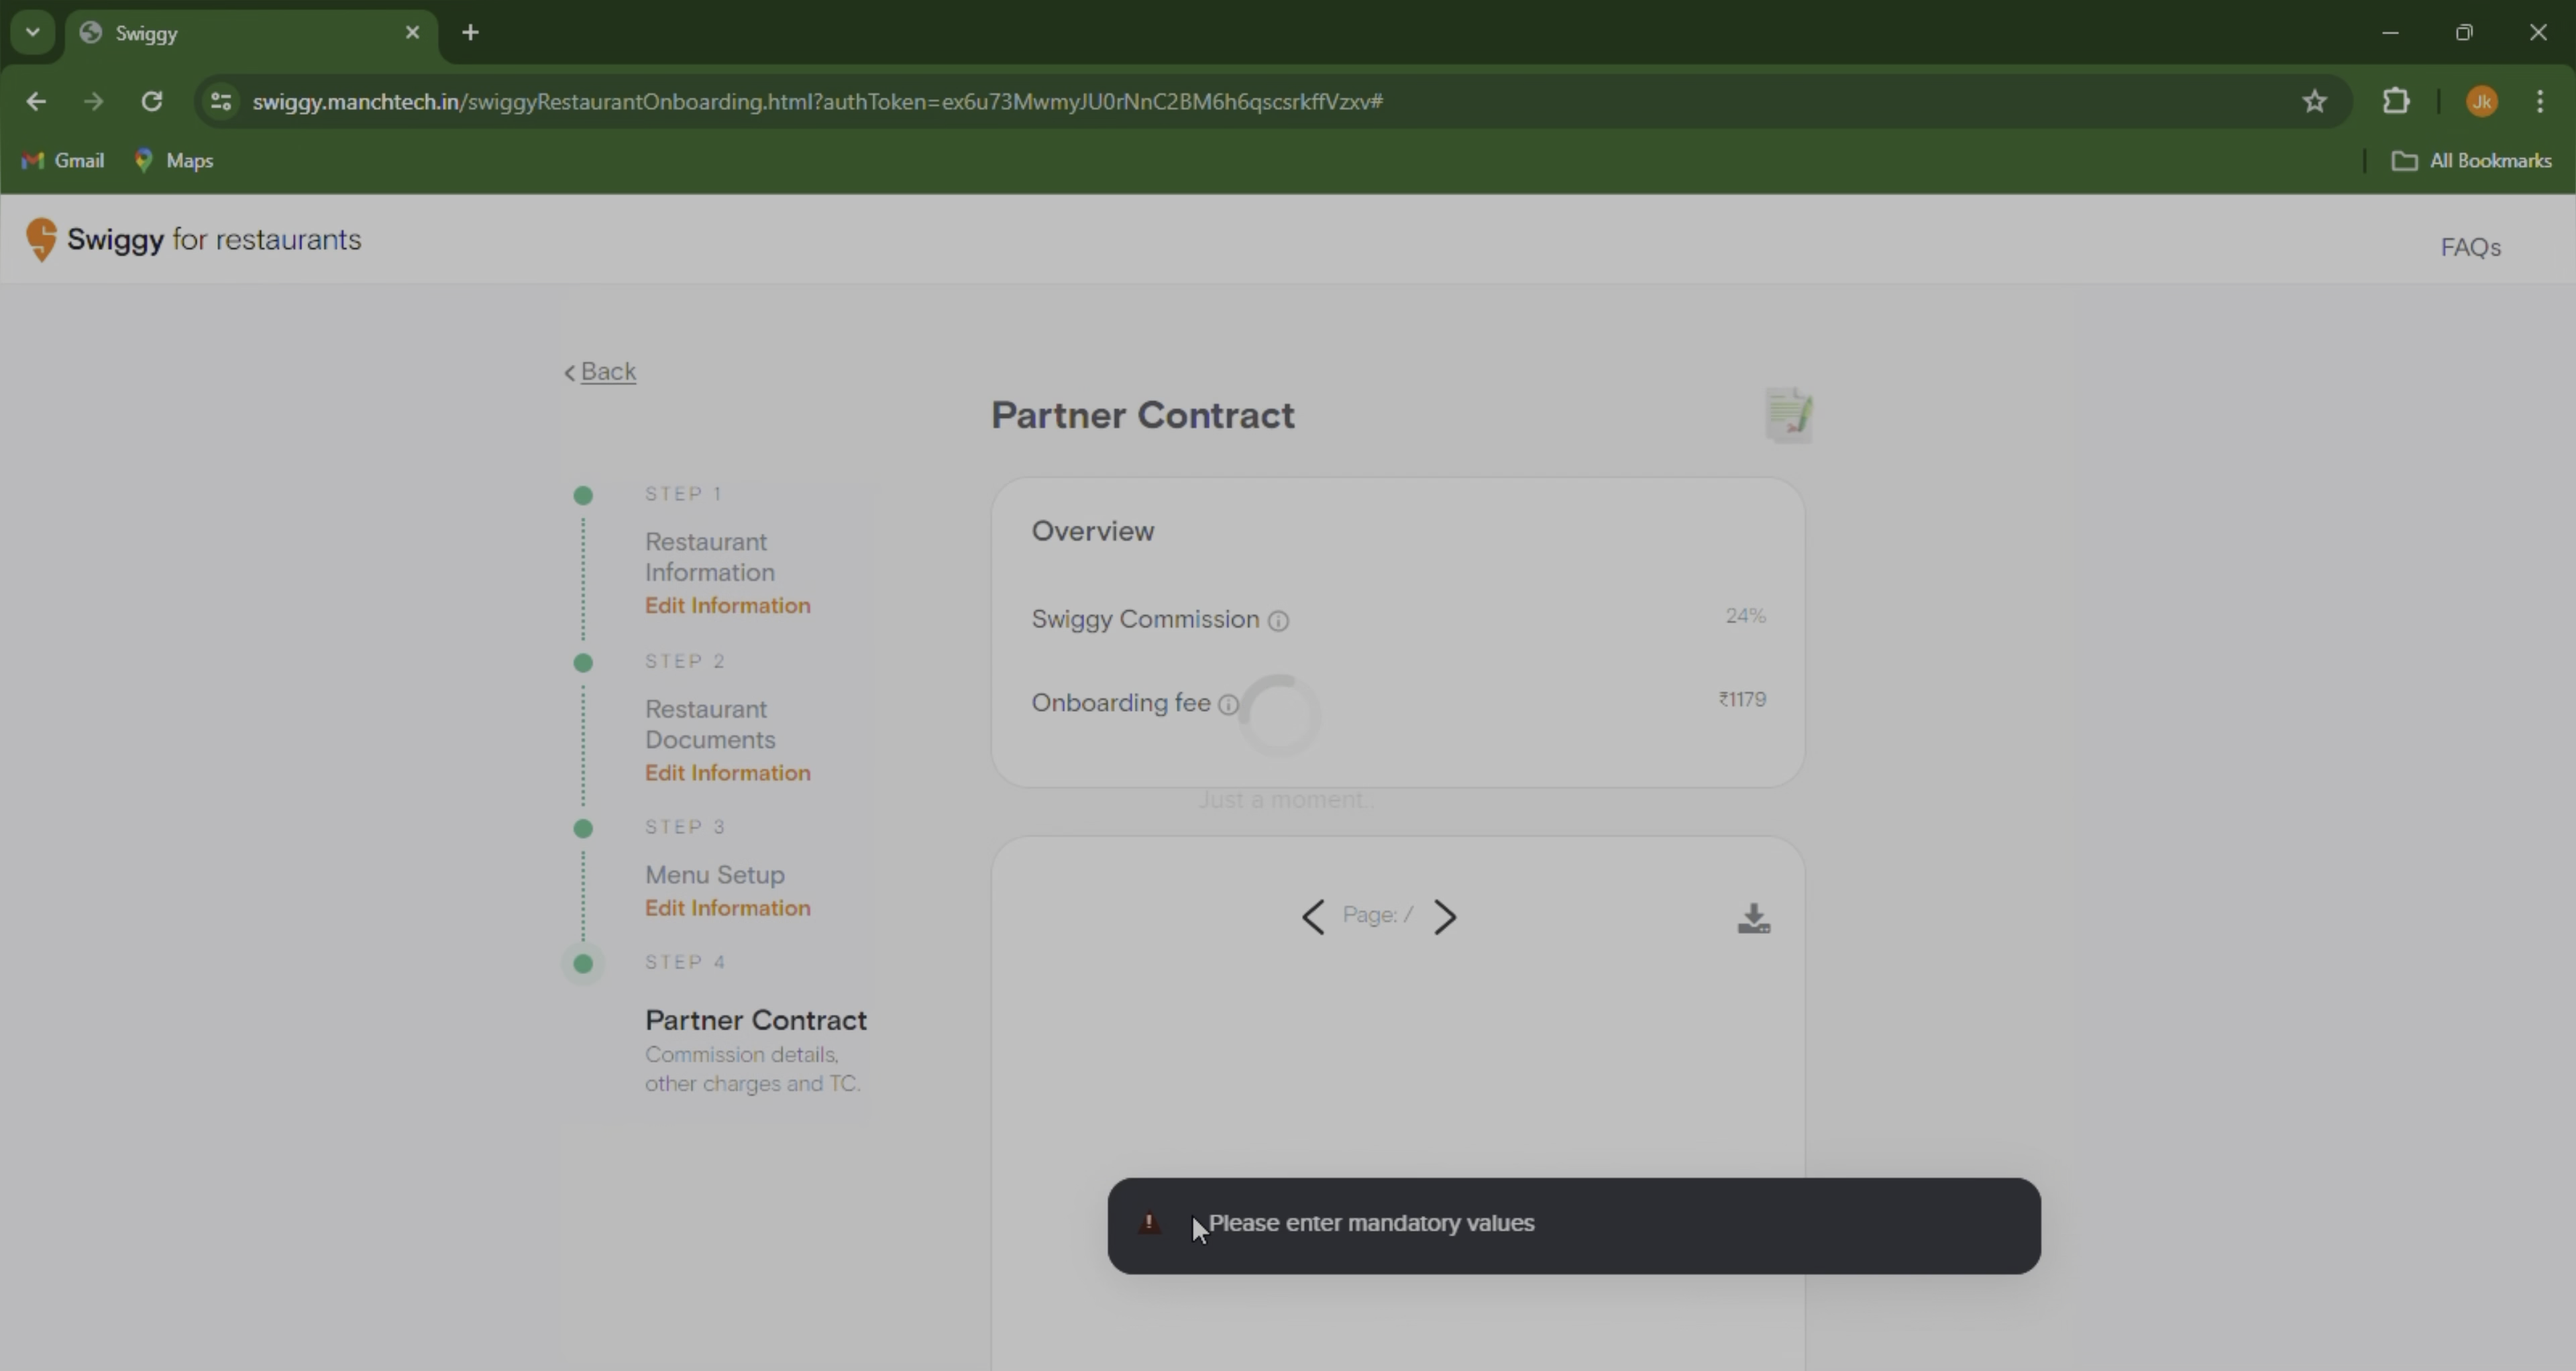 Swiggy
swiggy.manchtech.in/swiggyRestaurantOnboarding.html?authToken=ex6u73MwmyJU0rNnC2BM6h6qscsrkffVzxv#
Jk
Gmail
Maps
All Bookmarks
Swiggy for restaurants
FAQs
Back
Partner Contract
STEP 1
Restaurant
Information
Edit Information
STEP 2
Restaurant
Documents
Edit Information
STEP 3
Menu Setup
Edit Information
STEP 4
Partner Contract
Commission details,
other charges and TC.
Overview
Swiggy Commission
24%
Onboarding fee
₹1179
Just a moment..
Page: /
Please enter mandatory values